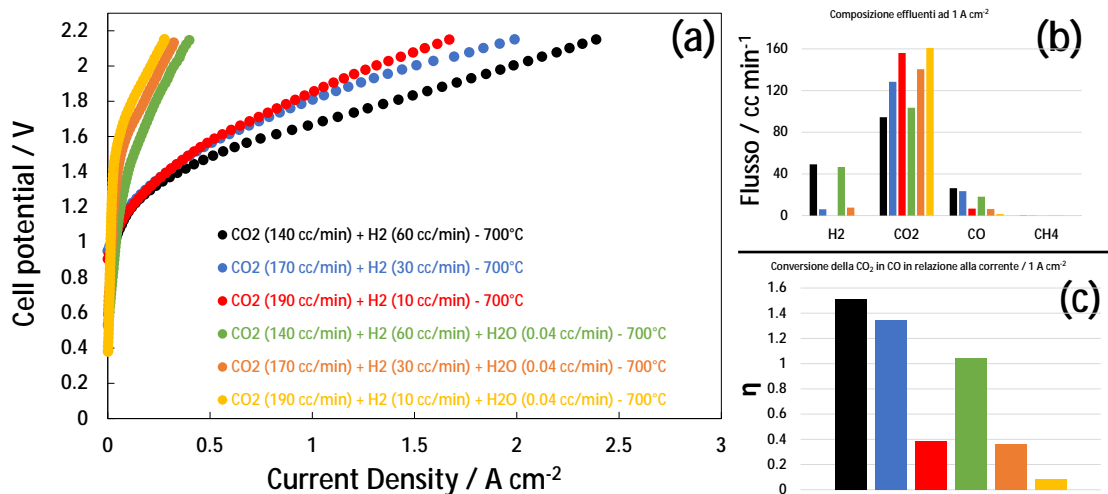 (a)
Cell potential / V
2.2
2
1.8
1.6
1.4
1.2
1
0.8
0.6
0.4
0.2
0
CO2 (140 cc/min) + H2 (60 cc/min) - 700°C
CO2 (170 cc/min) + H2 (30 cc/min) - 700°C
CO2 (190 cc/min) + H2 (10 cc/min) - 700°C
CO2 (140 cc/min) + H2 (60 cc/min) + H2O (0.04 cc/min) - 700°C
CO2 (170 cc/min) + H2 (30 cc/min) + H2O (0.04 cc/min) - 700°C
CO2 (190 cc/min) + H2 (10 cc/min) + H2O (0.04 cc/min) - 700°C
0 0.5 1 1.5 2 2.5 3
Current Density / A cm-2
Composizione effluenti ad 1 A cm-2
(b)
Flusso / cc min-1
160
120
80
40
0
H2 CO2 CO CH4
Conversione della CO2 in CO in relazione alla corrente / 1 A cm-2
(c)
η
1.6
1.4
1.2
1
0.8
0.6
0.4
0.2
0